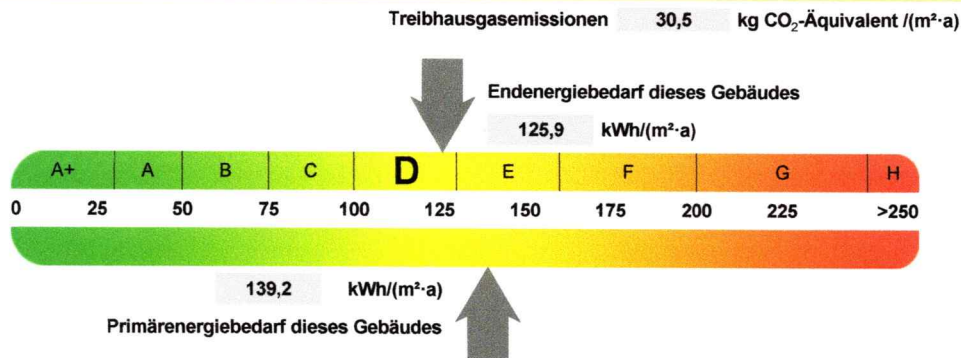 Treibhausgasemissionen 30,5 kg CO₂-Äquivalent /(m²·a)
Endenergiebedarf dieses Gebäudes
125,9 kWh/(m²·a)
A+ A B C D E F G H
0 25 50 75 100 125 150 175 200 225 >250
139,2 kWh/(m²·a)
Primärenergiebedarf dieses Gebäudes